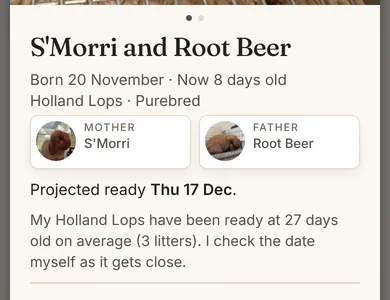 S'Morri and Root Beer
Born 20 November · Now 8 days old
Holland Lops · Purebred
MOTHER
S'Morri
FATHER
Root Beer
Projected ready Thu 17 Dec.
My Holland Lops have been ready at 27 days
old on average (3 litters). I check the date
myself as it gets close.